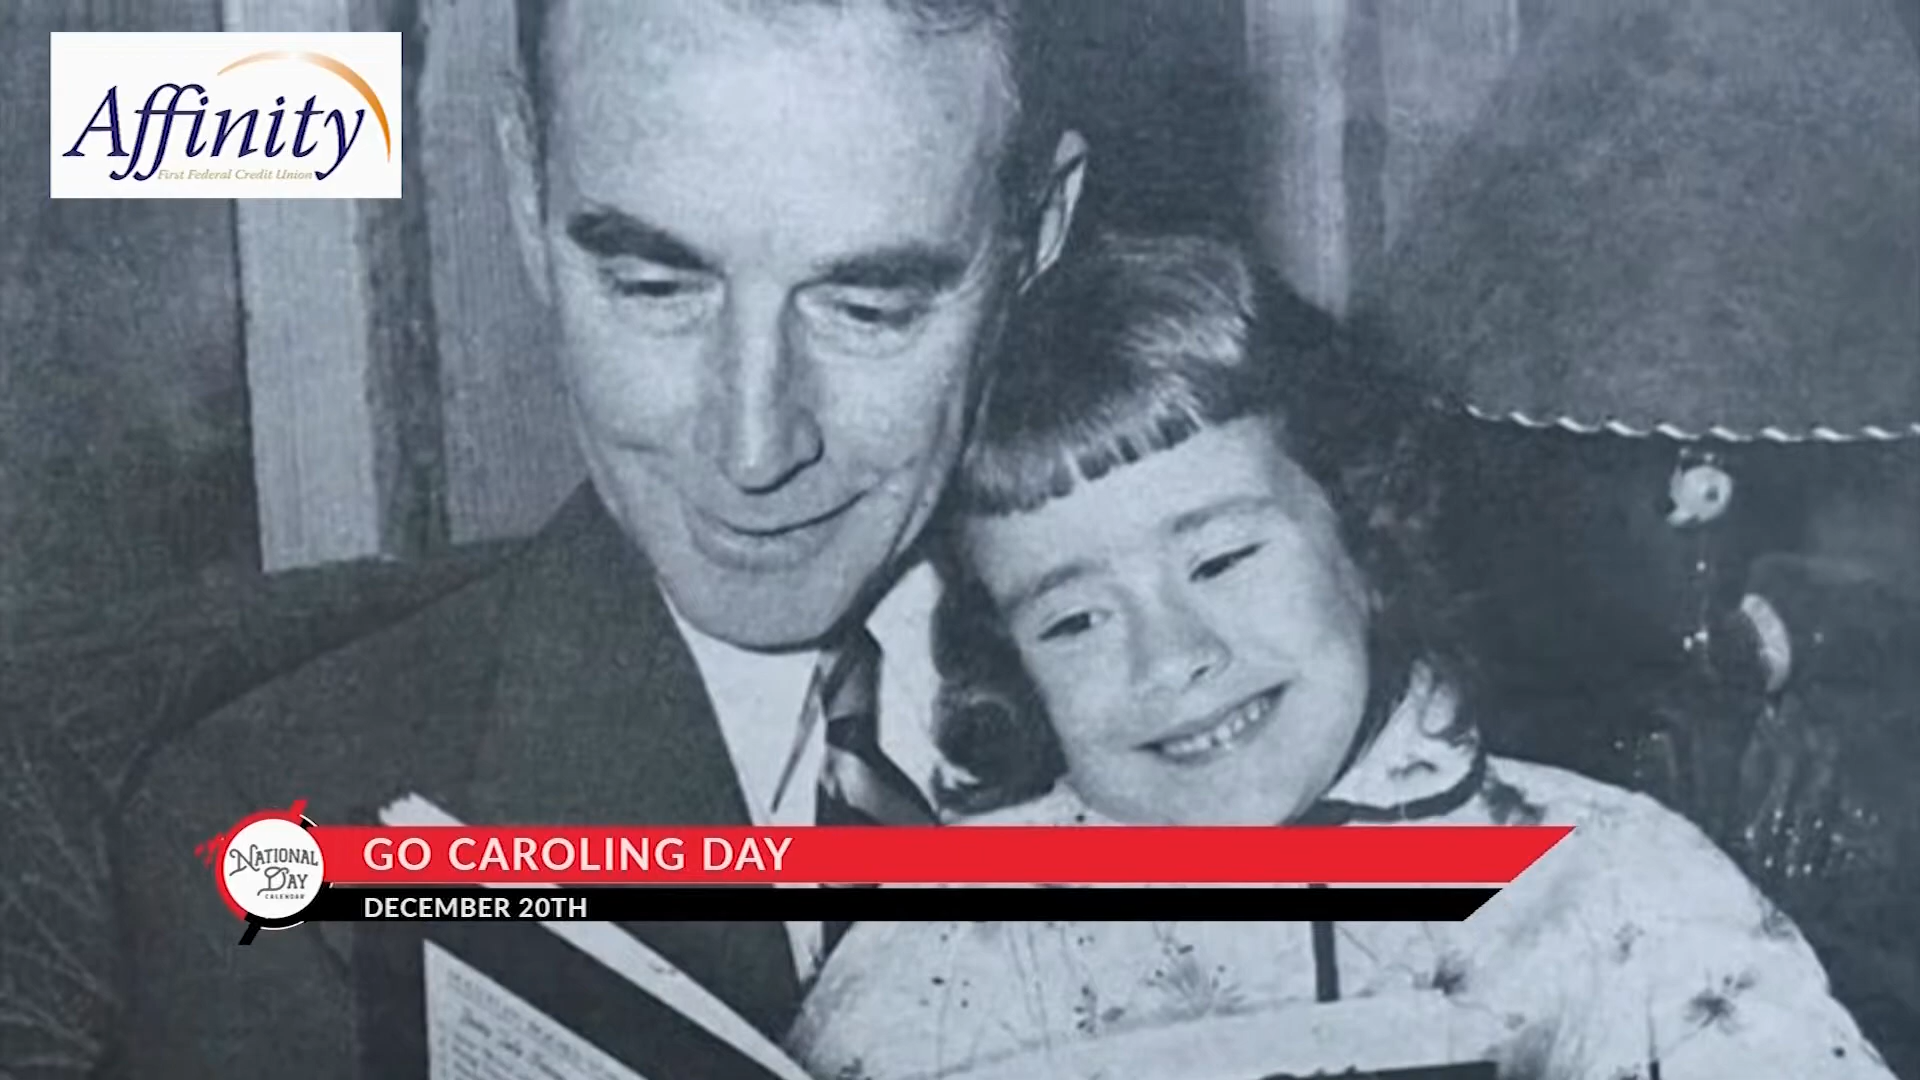 Affinity
First Federal Credit Union
NATIONAL
DAY
CALENDAR
GO CAROLING DAY
DECEMBER 20TH